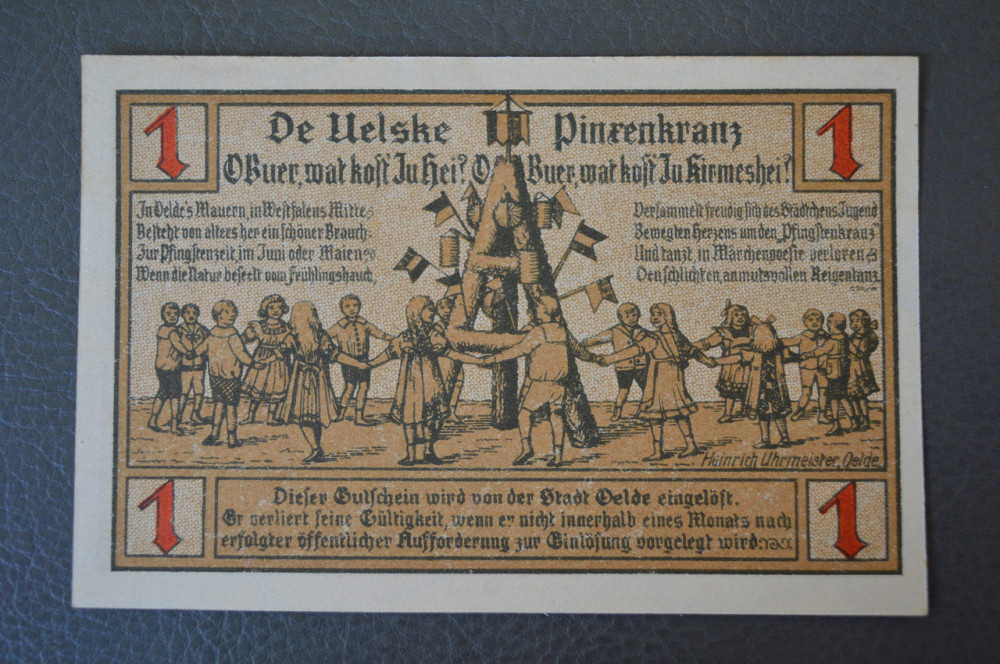 1 De Uelske Pinxenkranz 1
O Buer, wat kost Ju Hei? O Buer, wat kost Ju Kirmeshei?
In Oelde's Mauern, in Westfalens Mitte,
Besteht von alters her ein schöner Brauch:
Zur Pfingstenzeit, im Juni oder Maien
Wenn die Natur beseelt vom Frühlingshauch,
Versammelt freudig sich des Städtchens Jugend
Bewegten Herzens um den Pfingstenkranz
Und tanzt, in Märchenpoesie verloren
Den schlichten, anmutsvollen Reigentanz.
Heinrich Uhrmeister, Oelde
1 Dieser Gutschein wird von der Stadt Oelde eingelöst. 1
Er verliert seine Gültigkeit, wenn er nicht innerhalb eines Monats nach
erfolgter öffentlicher Aufforderung zur Einlösung vorgelegt wird.